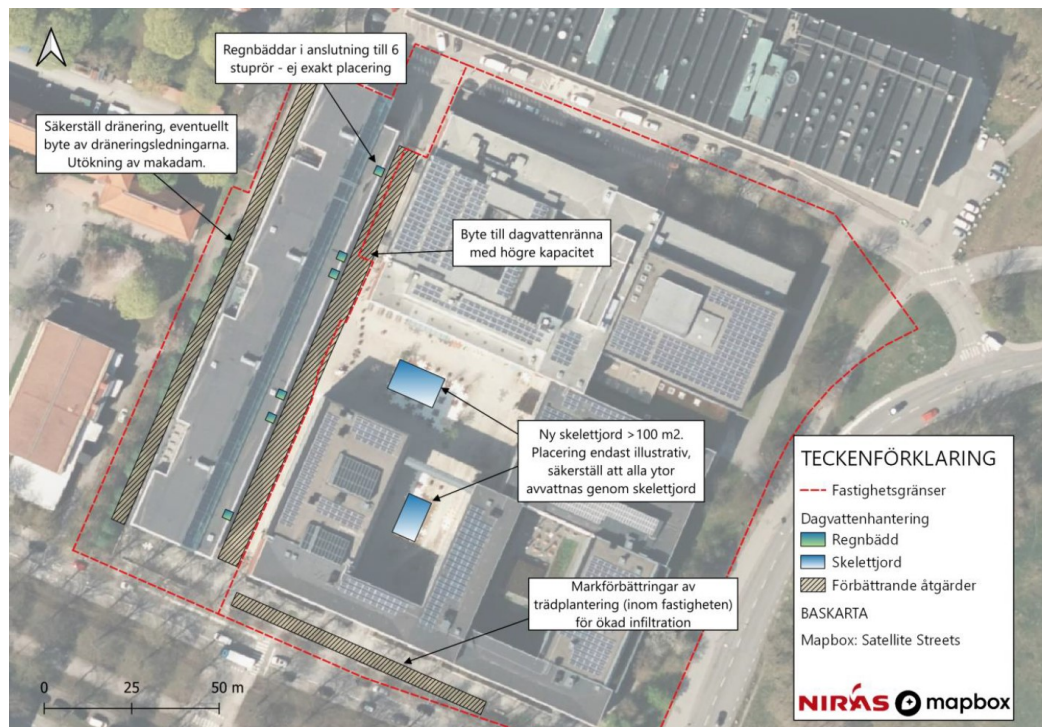 Regnbäddar i anslutning till 6
stuprör - ej exakt placering
Säkerställ dränering, eventuellt
byte av dräneringsledningarna.
Utökning av makadam.
Byte till dagvattenränna
med högre kapacitet
Ny skelettjord >100 m2.
Placering endast illustrativ,
säkerställ att alla ytor
avvattnas genom skelettjord
Markförbättringar av
trädplantering (inom fastigheten)
för ökad infiltration
0 25 50 m
TECKENFÖRKLARING
Fastighetsgränser
Dagvattenhantering
Regnbädd
Skelettjord
Förbättrande åtgärder
BASKARTA
Mapbox: Satellite Streets
NIRÁS mapbox